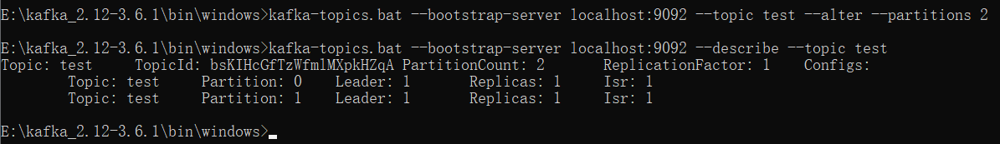 E:\kafka_2.12-3.6.1\bin\windows>kafka-topics.bat --bootstrap-server localhost:9092 --topic test --alter --partitions 2
E:\kafka_2.12-3.6.1\bin\windows>kafka-topics.bat --bootstrap-server localhost:9092 --describe --topic test
Topic: test     TopicId: bsKIHcGfTzWfmlMXpkHZqA PartitionCount: 2       ReplicationFactor: 1    Configs:
        Topic: test     Partition: 0    Leader: 1       Replicas: 1     Isr: 1
        Topic: test     Partition: 1    Leader: 1       Replicas: 1     Isr: 1
E:\kafka_2.12-3.6.1\bin\windows>